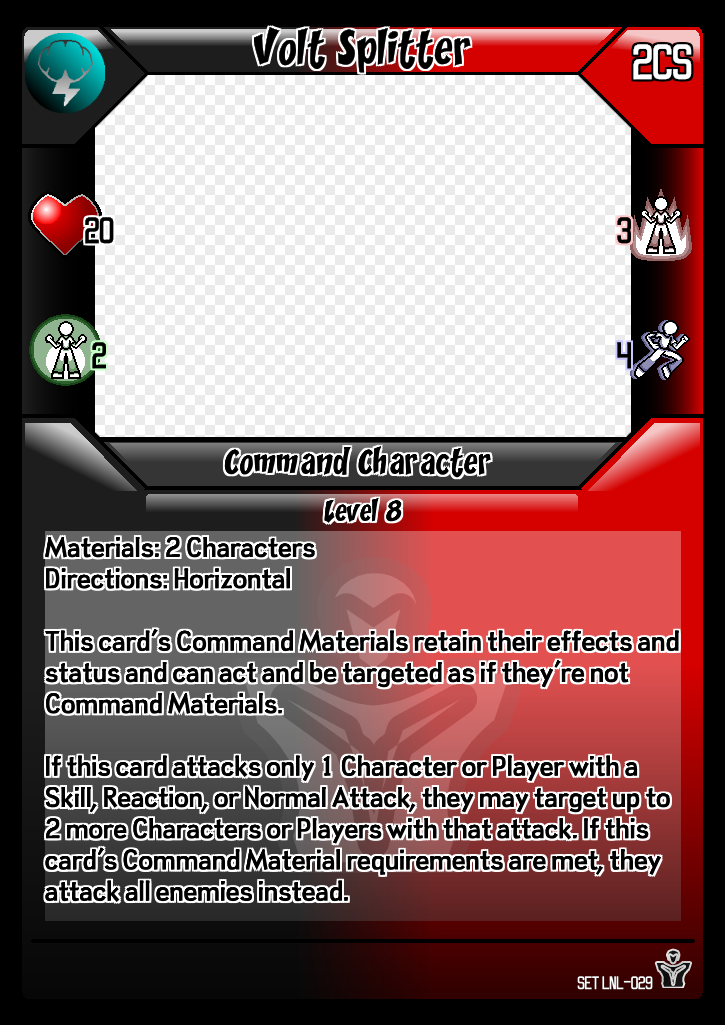 Volt Splitter
2CS
20
3
2
4
Command Character
Level 8
Materials: 2 Characters
Directions: Horizontal
This card's Command Materials retain their effects and
status and can act and be targeted as if they're not
Command Materials.
If this card attacks only 1 Character or Player with a
Skill, Reaction, or Normal Attack, they may target up to
2 more Characters or Players with that attack. If this
card's Command Material requirements are met, they
attack all enemies instead.
SET LNL-029